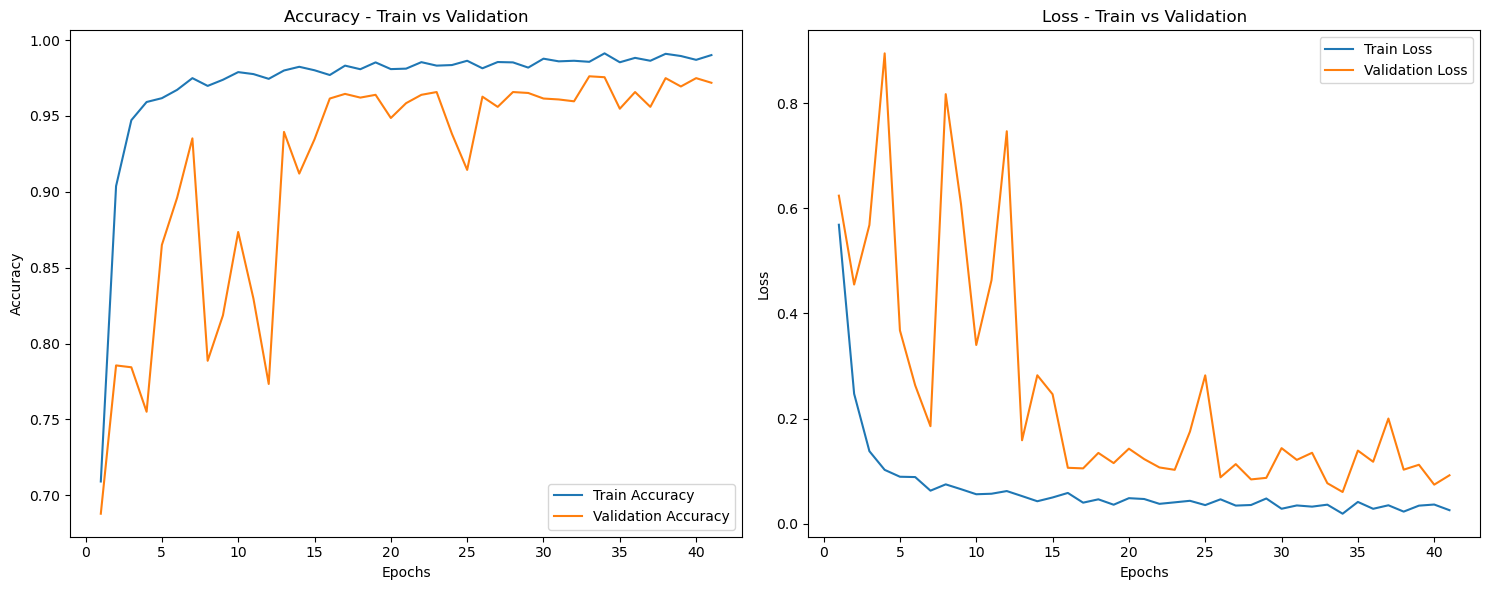 Accuracy - Train vs Validation
1.00
0.95
0.90
0.85
0.80
0.75
0.70
Accuracy
Train Accuracy
Validation Accuracy
0 5 10 15 20 25 30 35 40
Epochs
Loss - Train vs Validation
Train Loss
Validation Loss
0.8
0.6
0.4
0.2
0.0
Loss
0 5 10 15 20 25 30 35 40
Epochs